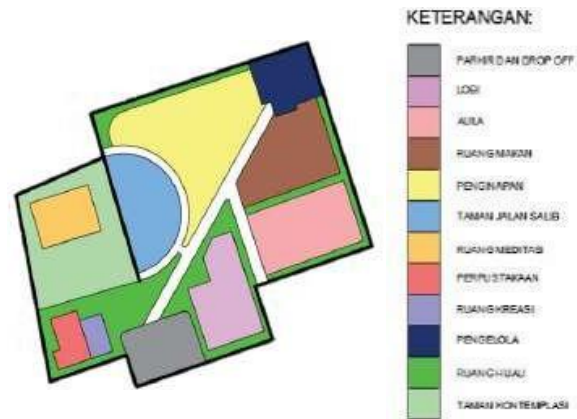 KETERANGAN:
PARKIR DAN DROP OFF
LOBI
AULA
RUANG MAKAN
PENGINAPAN
TAMAN JALAN SALIB
RUANG MEDITASI
PERPUSTAKAAN
RUANG KREASI
PENGELOLA
RUANG HIJAU
TAMAN KONTEMPLASI